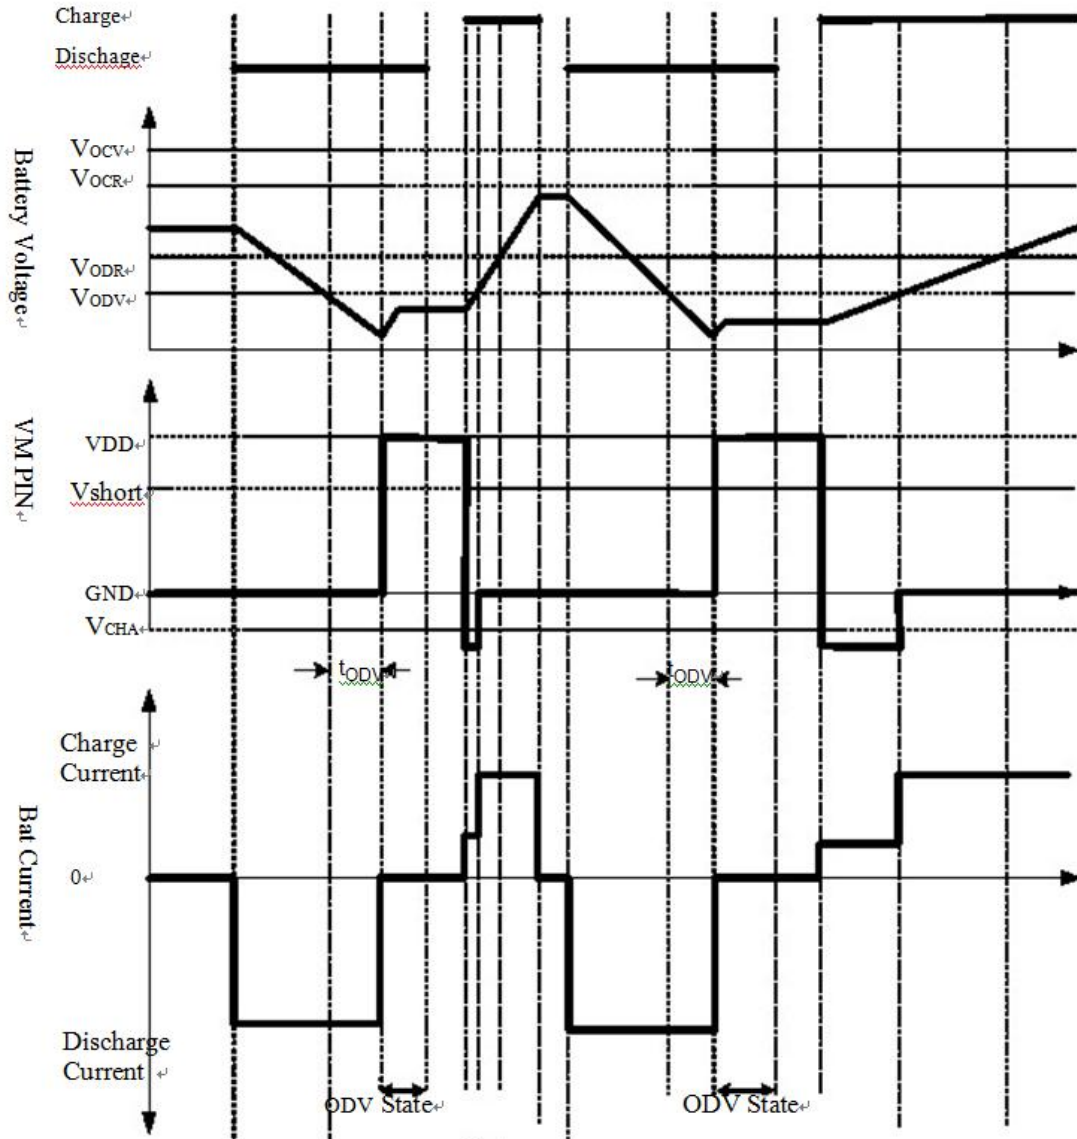 Charge
Dischage
Battery Voltage
VOCV
VOCR
VODR
VODV
VM PIN
VDD
Vshort
GND
VCHA
tODV
tODV
Bat Current
Charge
Current
0
Discharge
Current
ODV State
ODV State